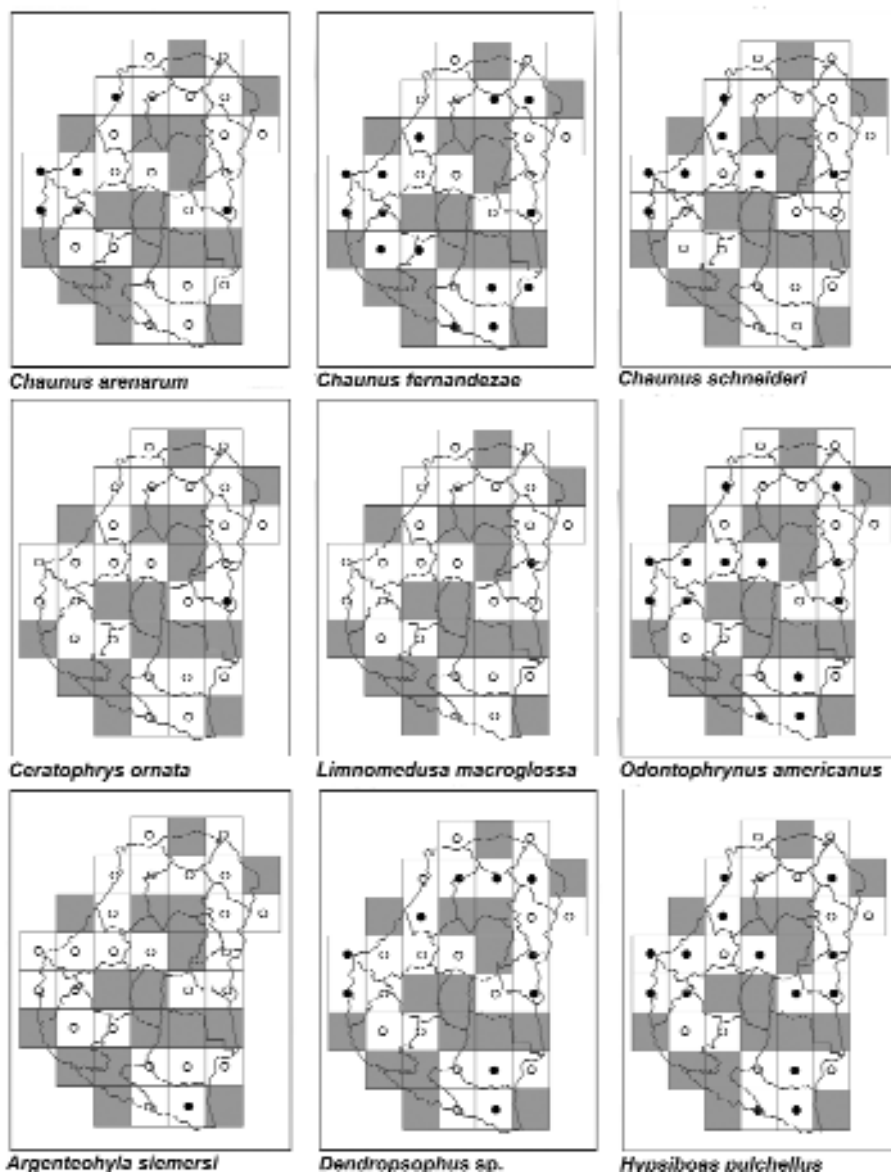 Chaunus arenarum
Chaunus fernandezae
Chaunus schneideri
Ceratophrys ornata
Limnomedusa macroglossa
Odontophrynus americanus
Argenteohyla siemersi
Dendropsophus sp.
Hypsiboas pulchellus